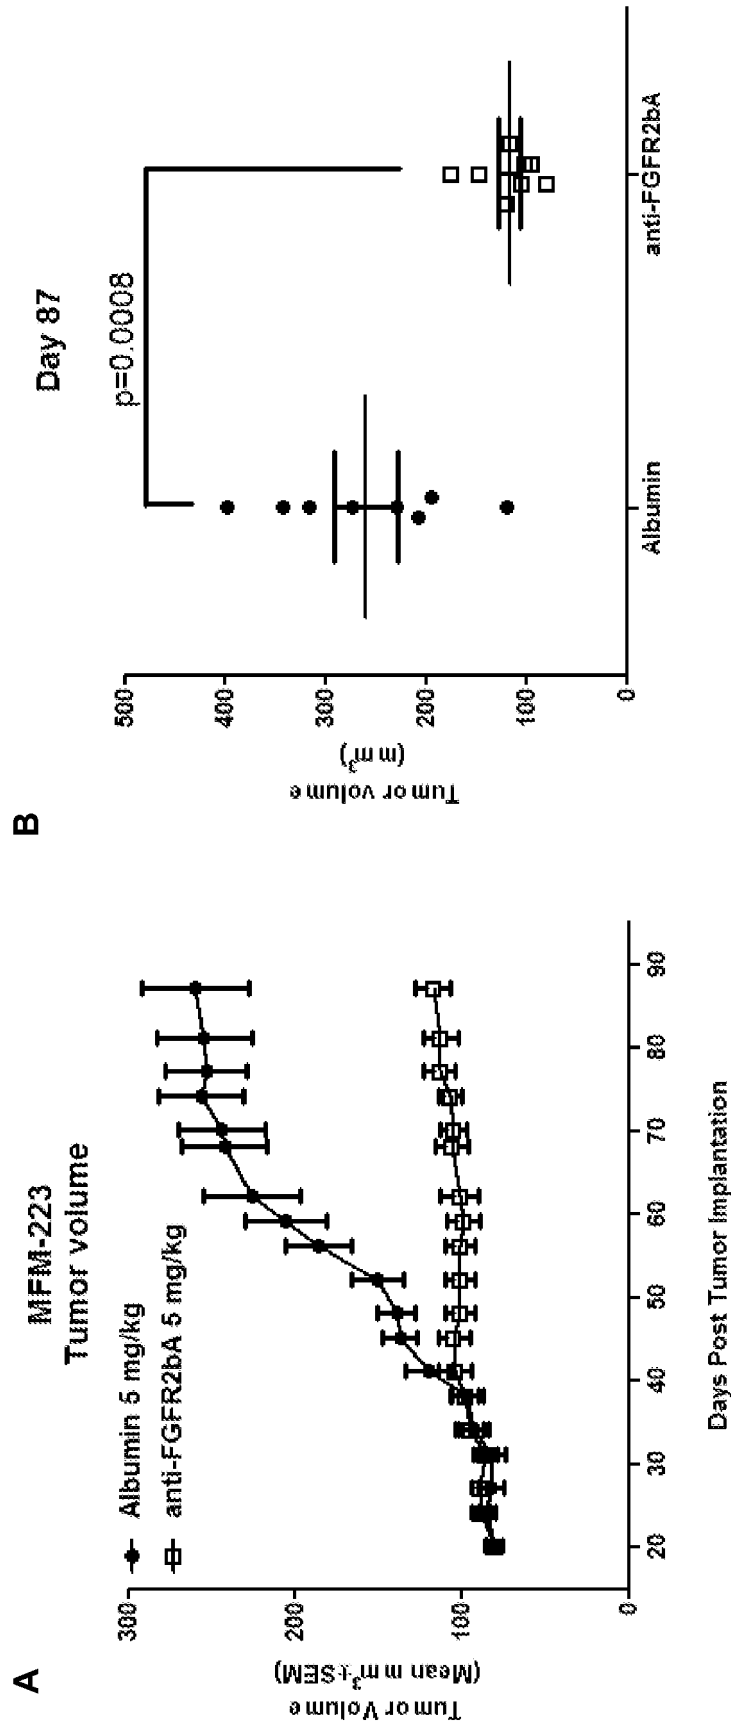 A
MFM-223
Tumor volume
Albumin 5 mg/kg
anti-FGFR2bA 5 mg/kg
Tumor Volume
(Mean mm³±SEM)
300
200
100
0
20 30 40 50 60 70 80 90
Days Post Tumor Implantation
B
Day 87
p=0.0008
Tumor volume
(mm³)
500
400
300
200
100
0
Albumin anti-FGFR2bA